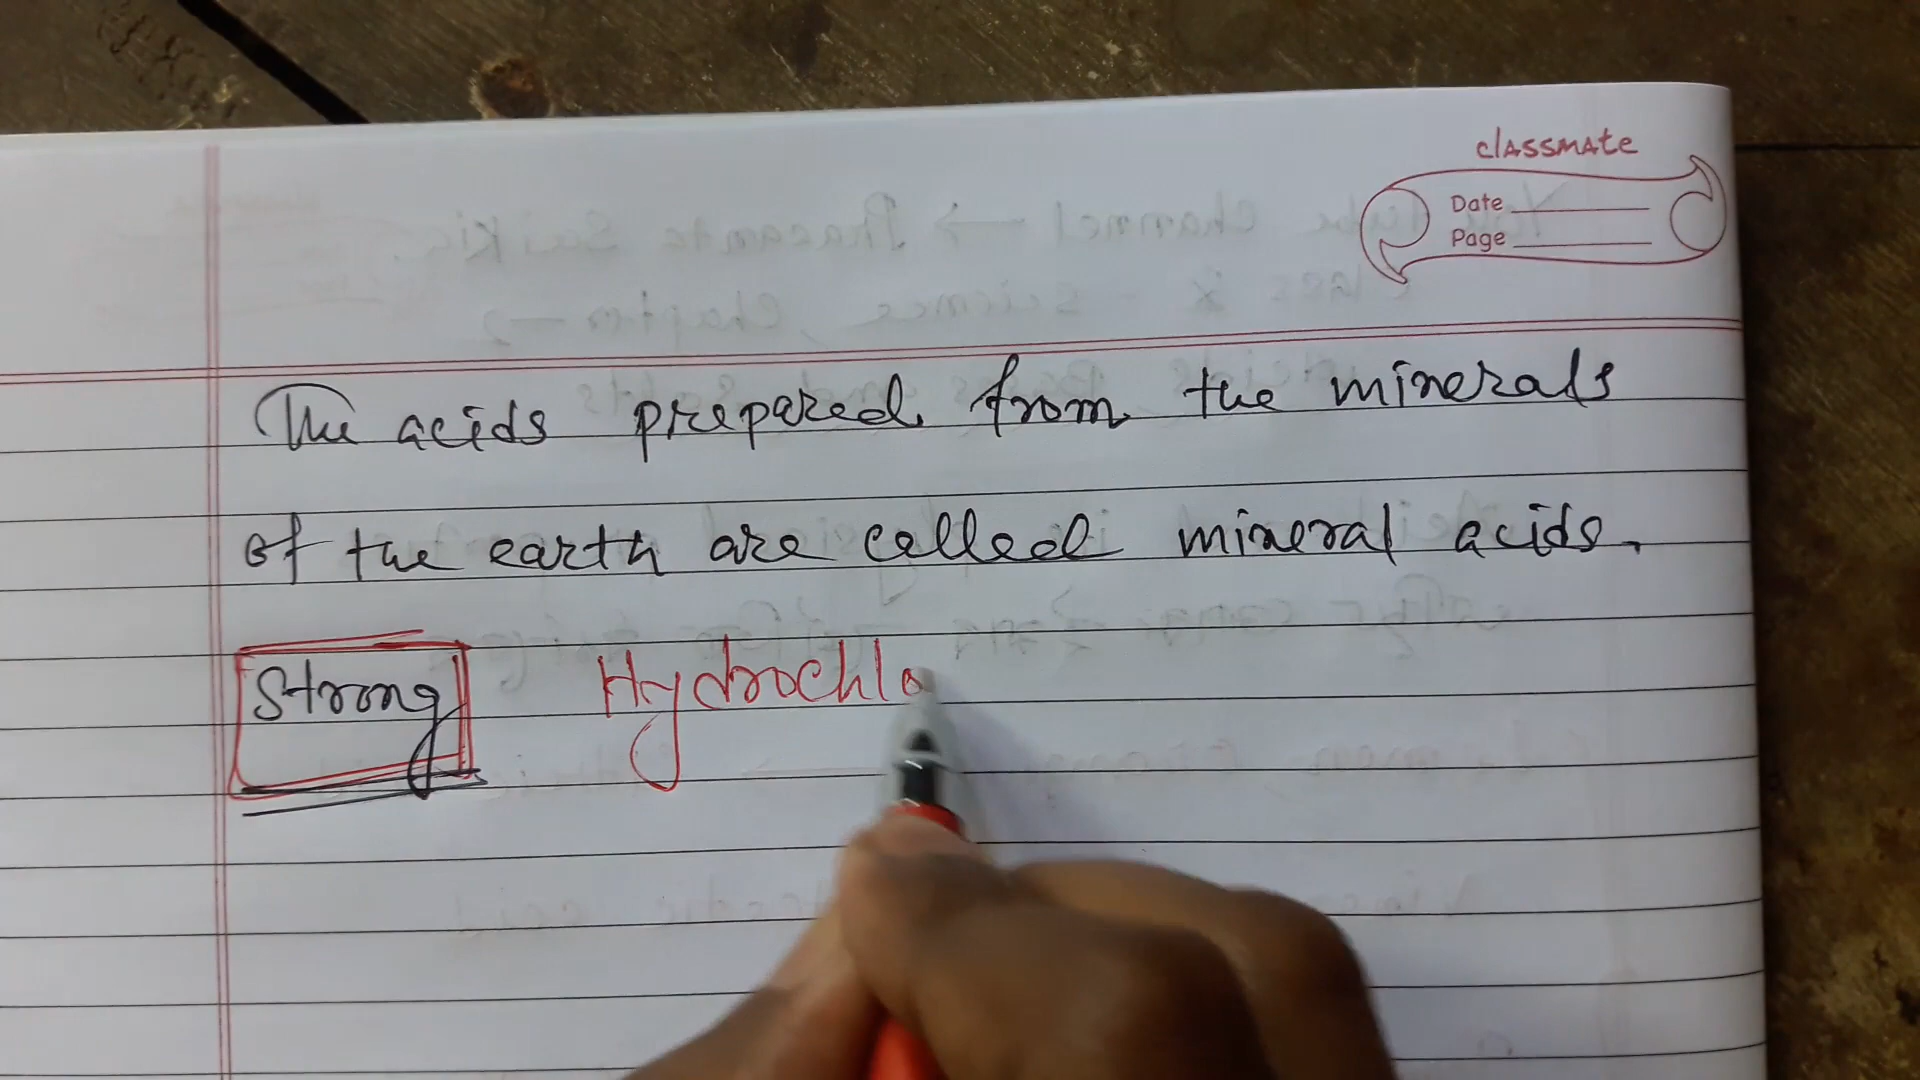 classmate
Date
Page
The acids prepared from the minerals
of the earth are called mineral acids.
Strong Hydrochlo